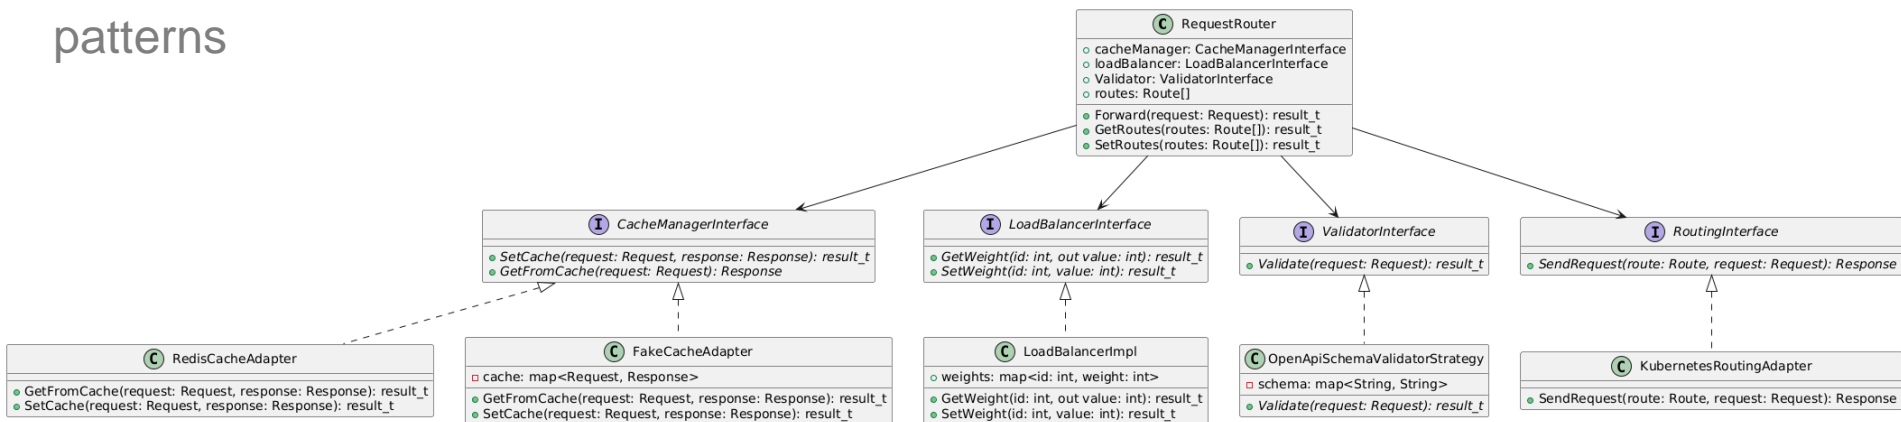 patterns
C RequestRouter
cacheManager: CacheManagerInterface
loadBalancer: LoadBalancerInterface
Validator: ValidatorInterface
routes: Route[]
Forward(request: Request): result_t
GetRoutes(routes: Route[]): result_t
SetRoutes(routes: Route[]): result_t
I CacheManagerInterface
SetCache(request: Request, response: Response): result_t
GetFromCache(request: Request): Response
I LoadBalancerInterface
GetWeight(id: int, out value: int): result_t
SetWeight(id: int, value: int): result_t
I ValidatorInterface
Validate(request: Request): result_t
I RoutingInterface
SendRequest(route: Route, request: Request): Response
C RedisCacheAdapter
GetFromCache(request: Request, response: Response): result_t
SetCache(request: Request, response: Response): result_t
C FakeCacheAdapter
cache: map<Request, Response>
GetFromCache(request: Request, response: Response): result_t
SetCache(request: Request, response: Response): result_t
C LoadBalancerImpl
weights: map<id: int, weight: int>
GetWeight(id: int, out value: int): result_t
SetWeight(id: int, value: int): result_t
C OpenApiSchemaValidatorStrategy
schema: map<String, String>
Validate(request: Request): result_t
C KubernetesRoutingAdapter
SendRequest(route: Route, request: Request): Response